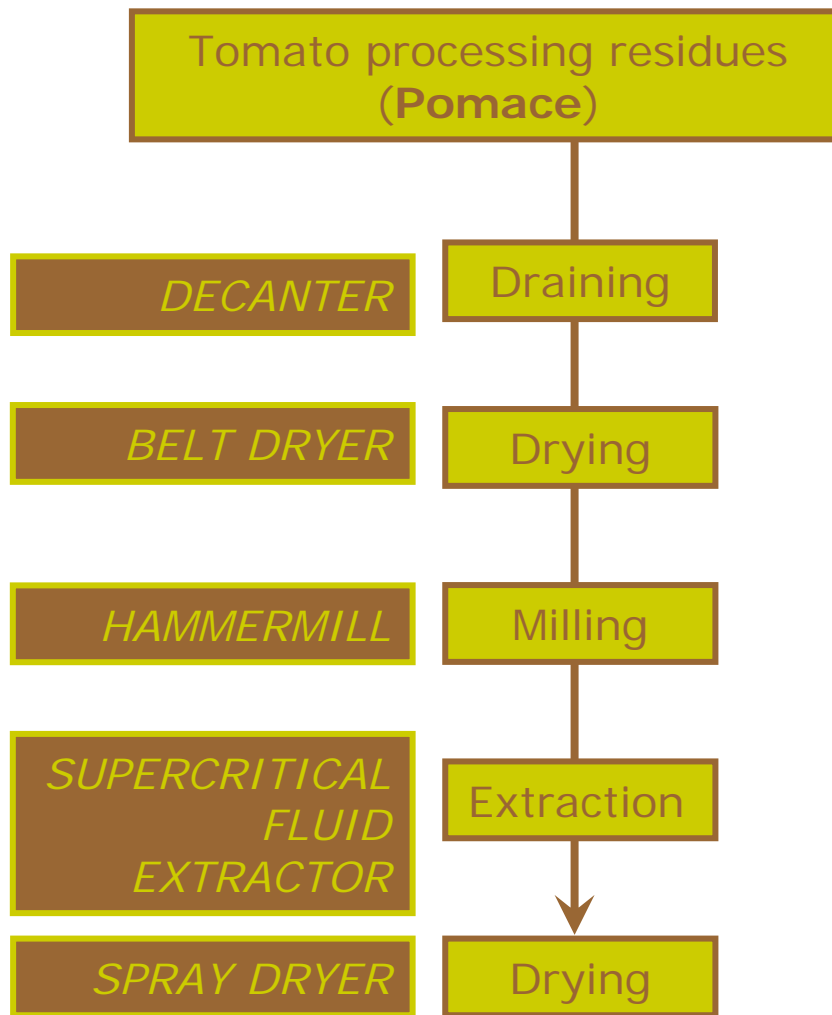 Tomato processing residues
(Pomace)
DECANTER
Draining
BELT DRYER
Drying
HAMMERMILL
Milling
SUPERCRITICAL
FLUID
EXTRACTOR
Extraction
SPRAY DRYER
Drying